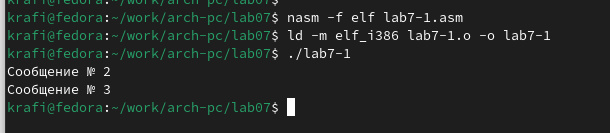 krafi@fedora:~/work/arch-pc/lab07$ nasm -f elf lab7-1.asm
krafi@fedora:~/work/arch-pc/lab07$ ld -m elf_i386 lab7-1.o -o lab7-1
krafi@fedora:~/work/arch-pc/lab07$ ./lab7-1
Сообщение № 2
Сообщение № 3
krafi@fedora:~/work/arch-pc/lab07$